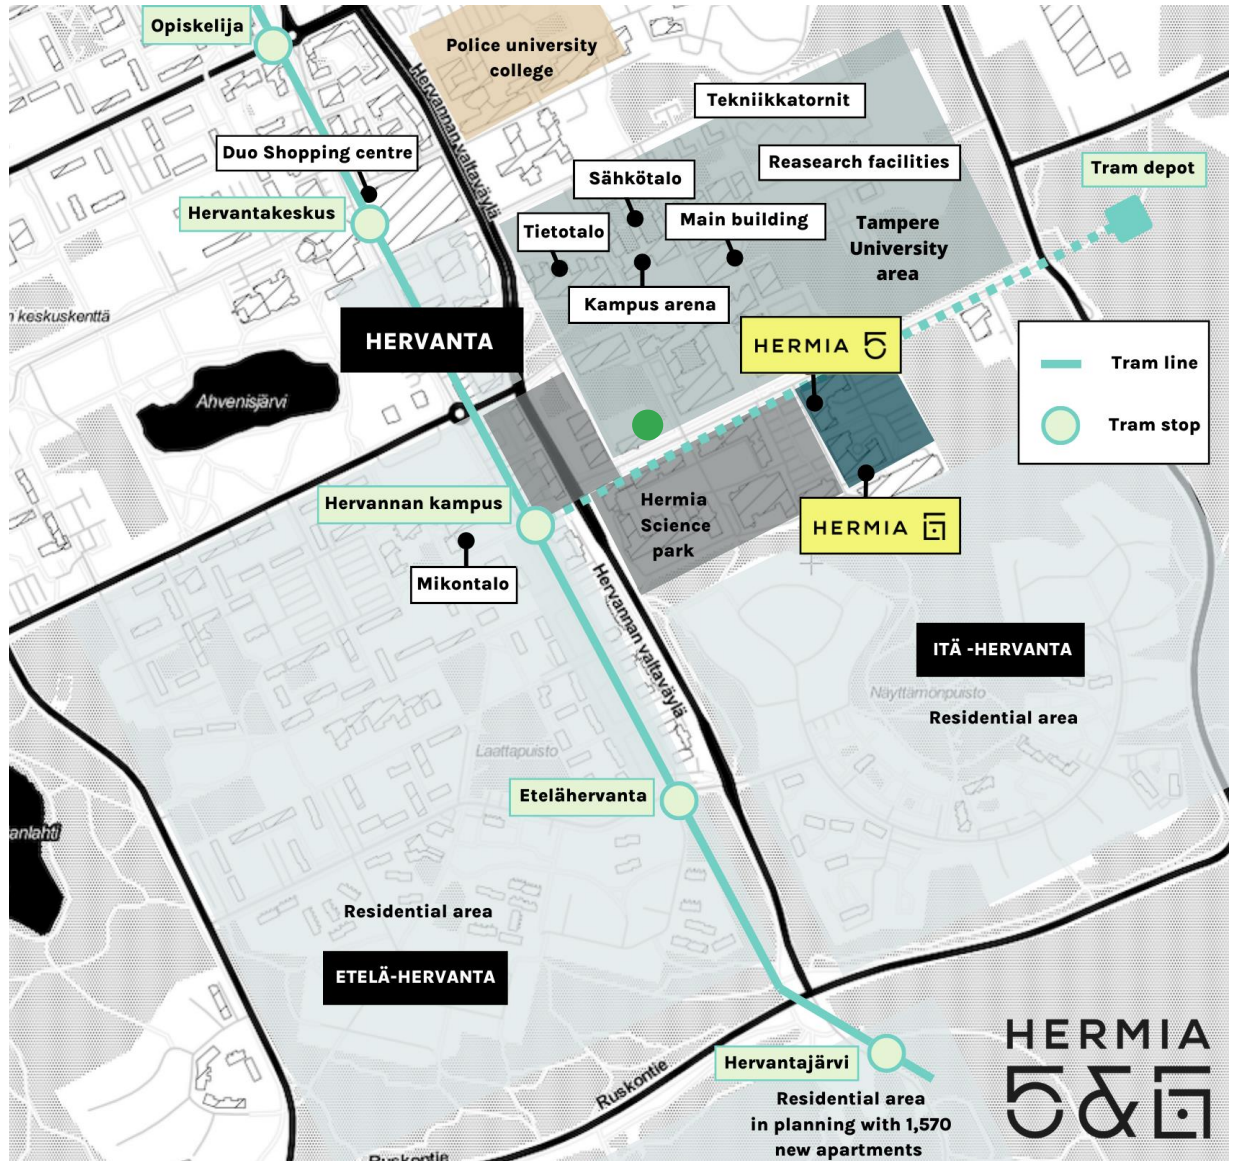 Opiskelija
Police university
college
Hervannan valtaväylä
Tekniikkatornit
Duo Shopping centre
Reasearch facilities
Tram depot
Sähkötalo
Hervantakeskus
Main building
Tietotalo
Tampere
University
area
Kampus arena
n keskuskenttä
HERVANTA
HERMIA 5
Tram line
Ahvenisjärvi
Tram stop
Hervannan kampus
Hermia
Science
park
HERMIA 6
Mikontalo
Hervannan valtaväylä
ITÄ -HERVANTA
Näyttämönpuisto
Residential area
Laattapuisto
Etelähervanta
anlahti
Residential area
ETELÄ-HERVANTA
Hervantajärvi
Ruskontie
Residential area
in planning with 1,570
new apartments
Ruskontie
HERMIA
5&6